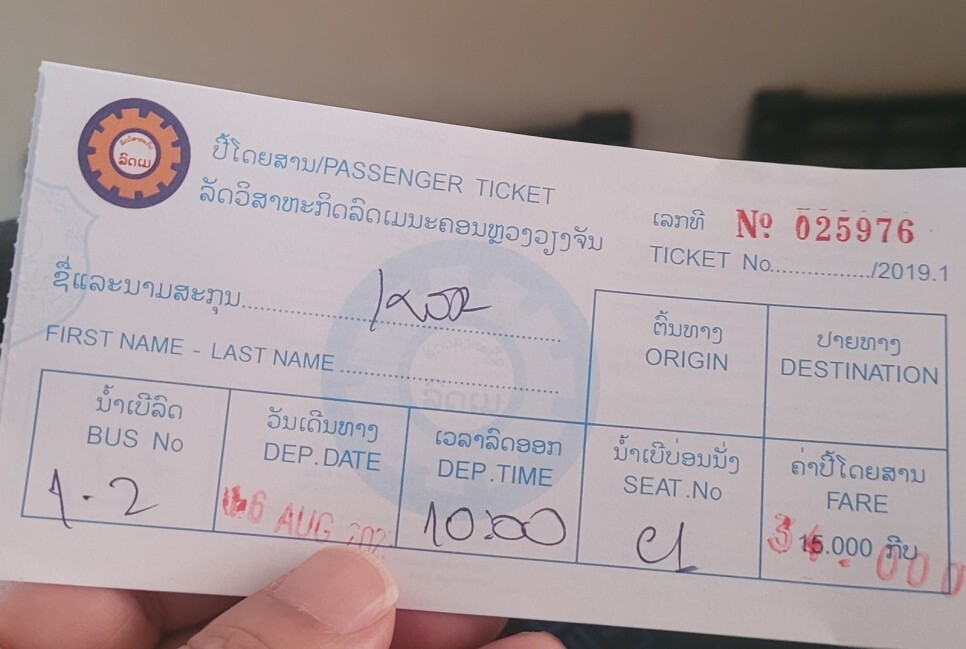 ລົດເມ
ປີ້ໂດຍສານ/PASSENGER TICKET
ລັດວິສາຫະກິດລົດເມນະຄອນຫຼວງວຽງຈັນ
ເລກທີ Nº 025976
TICKET No.............../2019.1
ຊື່ແລະນາມສະກຸນ
FIRST NAME - LAST NAME
ຕົ້ນທາງ
ORIGIN
ປາຍທາງ
DESTINATION
ນ້ຳເບີລົດ
BUS No
1-2
ວັນເດີນທາງ
DEP.DATE
6 AUG
ເວລາລົດອອກ
DEP.TIME
10:00
ນ້ຳເບີບ່ອນນັ່ງ
SEAT.No
C1
ຄ່າປີ້ໂດຍສານ
FARE
15.000 ກີບ